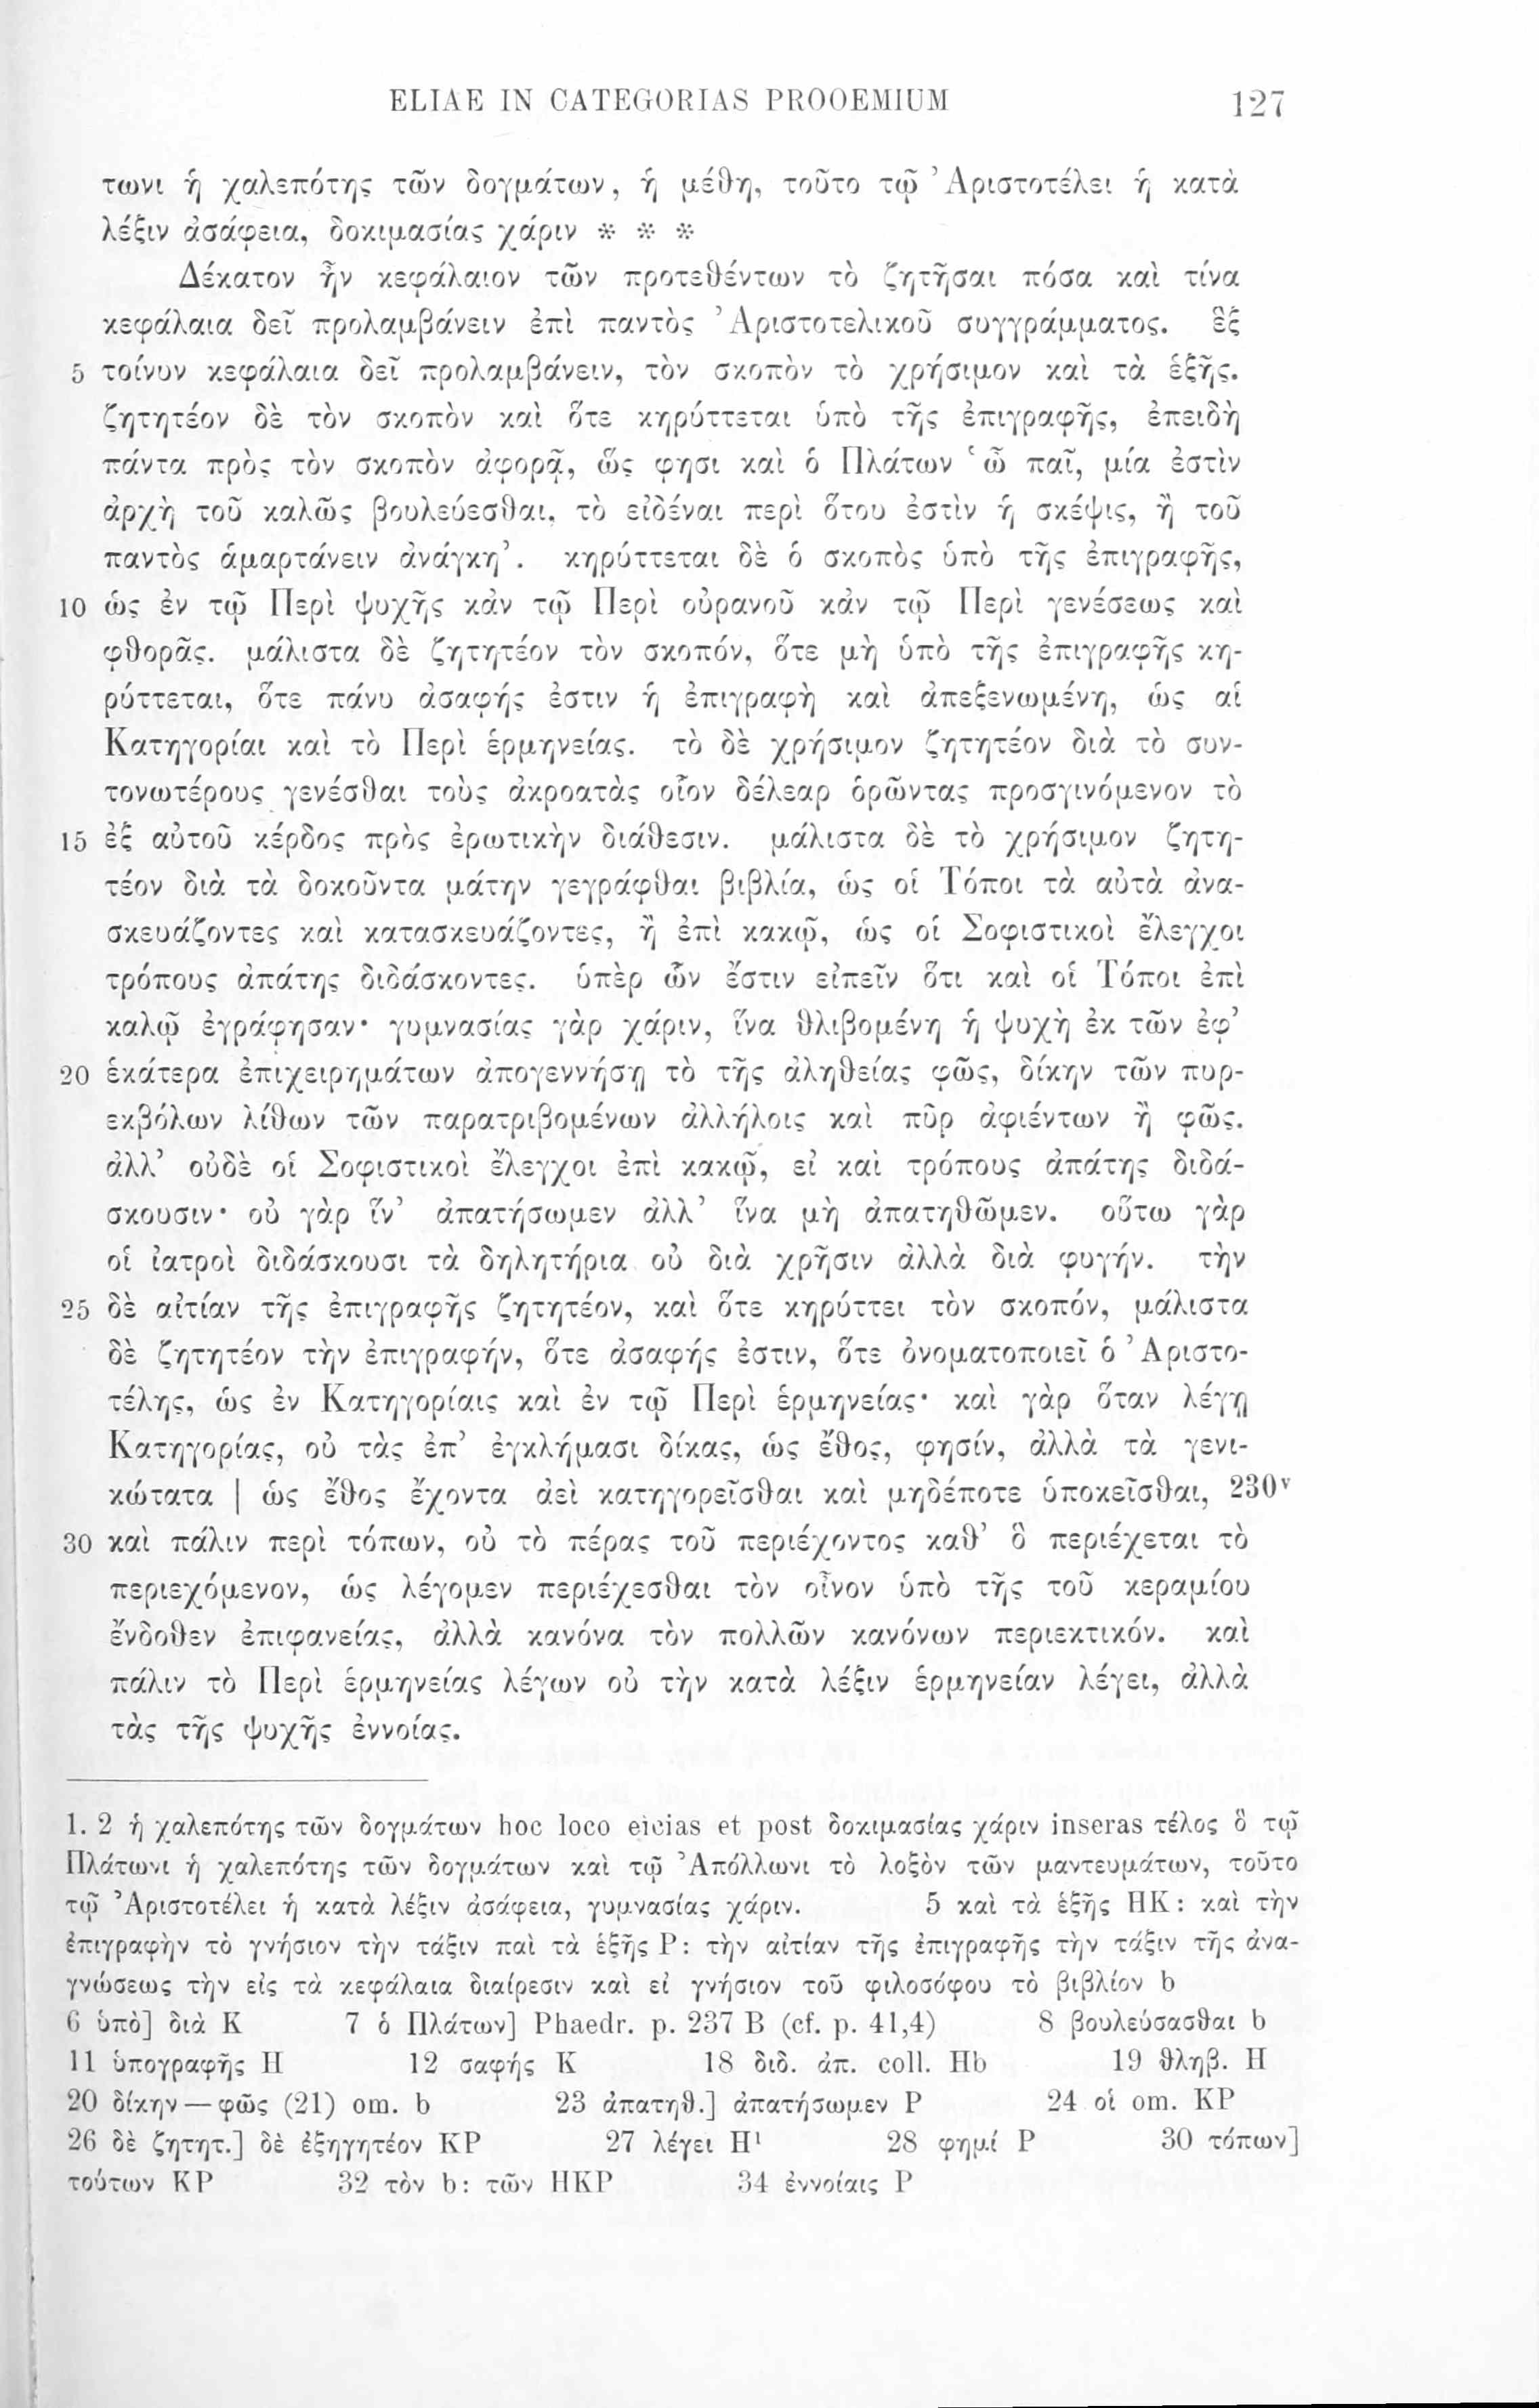 ELIAE IN CATEGORIAS PROOEMIUM 127
τωνι ἡ χαλεπότης τῶν δογμάτων, ἡ μέθη, τοῦτο τῷ Ἀριστοτέλει ἡ κατὰ
λέξιν ἀσάφεια, δοκιμασίας χάριν * * *
Δέκατον ἦν κεφάλαιον τῶν προτεθέντων τὸ ζητῆσαι πόσα καὶ τίνα
κεφάλαια δεῖ προλαμβάνειν ἐπὶ παντὸς Ἀριστοτελικοῦ συγγράμματος. ἓξ
5 τοίνυν κεφάλαια δεῖ προλαμβάνειν, τὸν σκοπὸν τὸ χρήσιμον καὶ τὰ ἑξῆς.
ζητητέον δὲ τὸν σκοπὸν καὶ ὅτε κηρύττεται ὑπὸ τῆς ἐπιγραφῆς, ἐπειδὴ
πάντα πρὸς τὸν σκοπὸν ἀφορᾷ, ὥς φησι καὶ ὁ Πλάτων ‘ὦ παῖ, μία ἐστὶν
ἀρχὴ τοῦ καλῶς βουλεύεσθαι, τὸ εἰδέναι περὶ ὅτου ἐστὶν ἡ σκέψις, ἢ τοῦ
παντὸς ἁμαρτάνειν ἀνάγκη’. κηρύττεται δὲ ὁ σκοπὸς ὑπὸ τῆς ἐπιγραφῆς,
10 ὡς ἐν τῷ Περὶ ψυχῆς κἀν τῷ Περὶ οὐρανοῦ κἀν τῷ Περὶ γενέσεως καὶ
φθορᾶς. μάλιστα δὲ ζητητέον τὸν σκοπόν, ὅτε μὴ ὑπὸ τῆς ἐπιγραφῆς κη-
ρύττεται, ὅτε πάνυ ἀσαφής ἐστιν ἡ ἐπιγραφὴ καὶ ἀπεξενωμένη, ὡς αἱ
Κατηγορίαι καὶ τὸ Περὶ ἑρμηνείας. τὸ δὲ χρήσιμον ζητητέον διὰ τὸ συν-
τονωτέρους γενέσθαι τοὺς ἀκροατὰς οἷον δέλεαρ ὁρῶντας προσγινόμενον τὸ
15 ἐξ αὐτοῦ κέρδος πρὸς ἐρωτικὴν διάθεσιν. μάλιστα δὲ τὸ χρήσιμον ζητη-
τέον διὰ τὰ δοκοῦντα μάτην γεγράφθαι βιβλία, ὡς οἱ Τόποι τὰ αὐτὰ ἀνα-
σκευάζοντες καὶ κατασκευάζοντες, ἢ ἐπὶ κακῷ, ὡς οἱ Σοφιστικοὶ ἔλεγχοι
τρόπους ἀπάτης διδάσκοντες. ὑπὲρ ὧν ἔστιν εἰπεῖν ὅτι καὶ οἱ Τόποι ἐπὶ
καλῷ ἐγράφησαν· γυμνασίας γὰρ χάριν, ἵνα θλιβομένη ἡ ψυχὴ ἐκ τῶν ἐφ’
20 ἑκάτερα ἐπιχειρημάτων ἀπογεννήσῃ τὸ τῆς ἀληθείας φῶς, δίκην τῶν πυρ-
εκβόλων λίθων τῶν παρατριβομένων ἀλλήλοις καὶ πῦρ ἀφιέντων ἢ φῶς.
ἀλλ’ οὐδὲ οἱ Σοφιστικοὶ ἔλεγχοι ἐπὶ κακῷ, εἰ καὶ τρόπους ἀπάτης διδά-
σκουσιν· οὐ γὰρ ἵν’ ἀπατήσωμεν ἀλλ’ ἵνα μὴ ἀπατηθῶμεν. οὕτω γὰρ
οἱ ἰατροὶ διδάσκουσι τὰ δηλητήρια οὐ διὰ χρῆσιν ἀλλὰ διὰ φυγήν. τὴν
25 δὲ αἰτίαν τῆς ἐπιγραφῆς ζητητέον, καὶ ὅτε κηρύττει τὸν σκοπόν, μάλιστα
δὲ ζητητέον τὴν ἐπιγραφήν, ὅτε ἀσαφής ἐστιν, ὅτε ὀνοματοποιεῖ ὁ Ἀριστο-
τέλης, ὡς ἐν Κατηγορίαις καὶ ἐν τῷ Περὶ ἑρμηνείας· καὶ γὰρ ὅταν λέγῃ
Κατηγορίας, οὐ τὰς ἐπ’ ἐγκλήμασι δίκας, ὡς ἔθος, φησίν, ἀλλὰ τὰ γενι-
κώτατα | ὡς ἔθος ἔχοντα ἀεὶ κατηγορεῖσθαι καὶ μηδέποτε ὑποκεῖσθαι, 230ᵛ
30 καὶ πάλιν περὶ τόπων, οὐ τὸ πέρας τοῦ περιέχοντος καθ’ ὃ περιέχεται τὸ
περιεχόμενον, ὡς λέγομεν περιέχεσθαι τὸν οἶνον ὑπὸ τῆς τοῦ κεραμίου
ἔνδοθεν ἐπιφανείας, ἀλλὰ κανόνα τὸν πολλῶν κανόνων περιεκτικόν. καὶ
πάλιν τὸ Περὶ ἑρμηνείας λέγων οὐ τὴν κατὰ λέξιν ἑρμηνείαν λέγει, ἀλλὰ
τὰς τῆς ψυχῆς ἐννοίας.
1. 2 ἡ χαλεπότης τῶν δογμάτων hoc loco eicias et post δοκιμασίας χάριν inseras τέλος ὃ τῷ
Πλάτωνι ἡ χαλεπότης τῶν δογμάτων καὶ τῷ Ἀπόλλωνι τὸ λοξὸν τῶν μαντευμάτων, τοῦτο
τῷ Ἀριστοτέλει ἡ κατὰ λέξιν ἀσάφεια, γυμνασίας χάριν. 5 καὶ τὰ ἑξῆς HK: καὶ τὴν
ἐπιγραφὴν τὸ γνήσιον τὴν τάξιν παὶ τὰ ἑξῆς P: τὴν αἰτίαν τῆς ἐπιγραφῆς τὴν τάξιν τῆς ἀνα-
γνώσεως τὴν εἰς τὰ κεφάλαια διαίρεσιν καὶ εἰ γνήσιον τοῦ φιλοσόφου τὸ βιβλίον b
6 ὑπὸ] διὰ K 7 ὁ Πλάτων] Phaedr. p. 237 B (cf. p. 41,4) 8 βουλεύσασθαι b
11 ὑπογραφῆς H 12 σαφής K 18 διδ. ἀπ. coll. Hb 19 θληβ. H
20 δίκην — φῶς (21) om. b 23 ἀπατηθ.] ἀπατήσωμεν P 24 οἱ om. KP
26 δὲ ζητητ.] δὲ ἐξηγητέον KP 27 λέγει H¹ 28 φημί P 30 τόπων]
τούτων KP 32 τὸν b: τῶν HKP 34 ἐννοίαις P